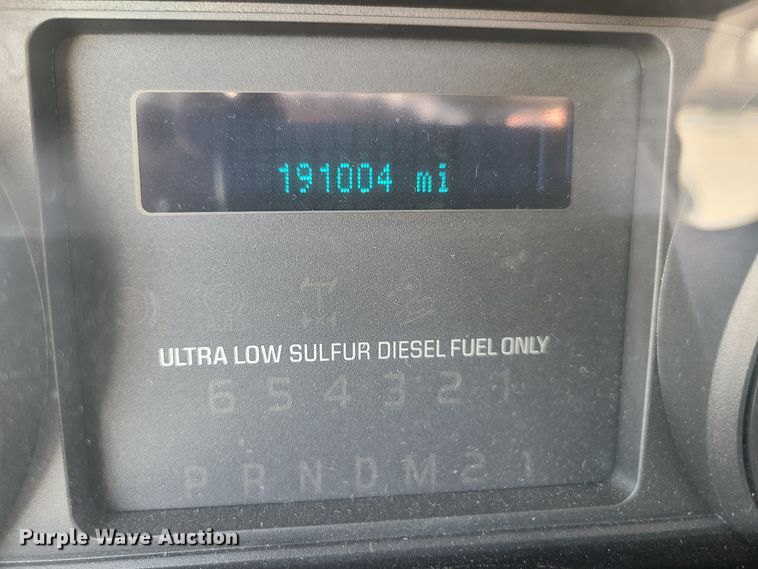 191004 mi
ULTRA LOW SULFUR DIESEL FUEL ONLY
6 5 4 3 2 1
P R N D M 2 1
Purple Wave Auction